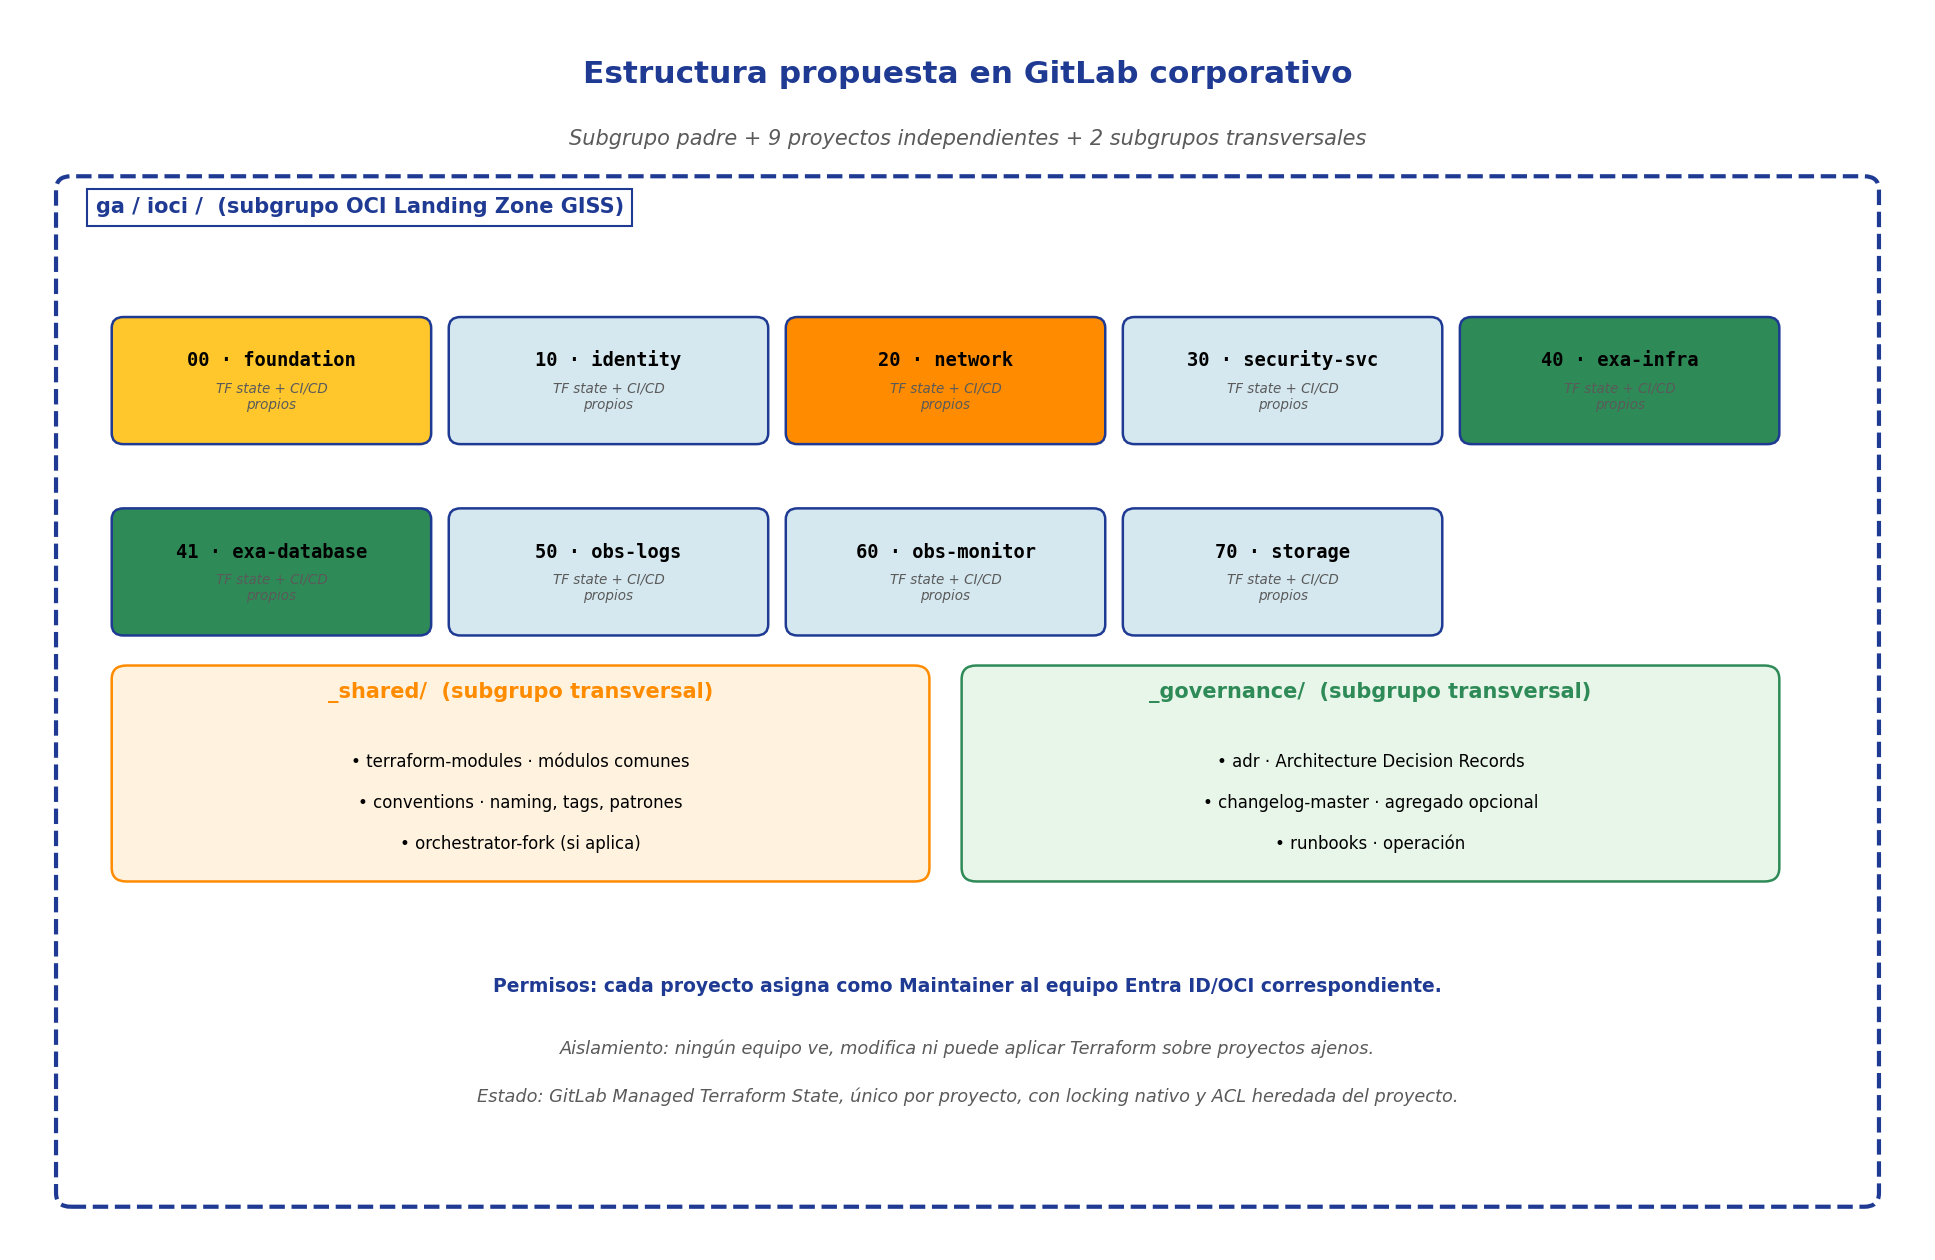 Estructura propuesta en GitLab corporativo
Subgrupo padre + 9 proyectos independientes + 2 subgrupos transversales
ga / ioci /  (subgrupo OCI Landing Zone GISS)
00 · foundation
TF state + CI/CD
propios
10 · identity
TF state + CI/CD
propios
20 · network
TF state + CI/CD
propios
30 · security-svc
TF state + CI/CD
propios
40 · exa-infra
TF state + CI/CD
propios
41 · exa-database
TF state + CI/CD
propios
50 · obs-logs
TF state + CI/CD
propios
60 · obs-monitor
TF state + CI/CD
propios
70 · storage
TF state + CI/CD
propios
_shared/  (subgrupo transversal)
• terraform-modules · módulos comunes
• conventions · naming, tags, patrones
• orchestrator-fork (si aplica)
_governance/  (subgrupo transversal)
• adr · Architecture Decision Records
• changelog-master · agregado opcional
• runbooks · operación
Permisos: cada proyecto asigna como Maintainer al equipo Entra ID/OCI correspondiente.
Aislamiento: ningún equipo ve, modifica ni puede aplicar Terraform sobre proyectos ajenos.
Estado: GitLab Managed Terraform State, único por proyecto, con locking nativo y ACL heredada del proyecto.